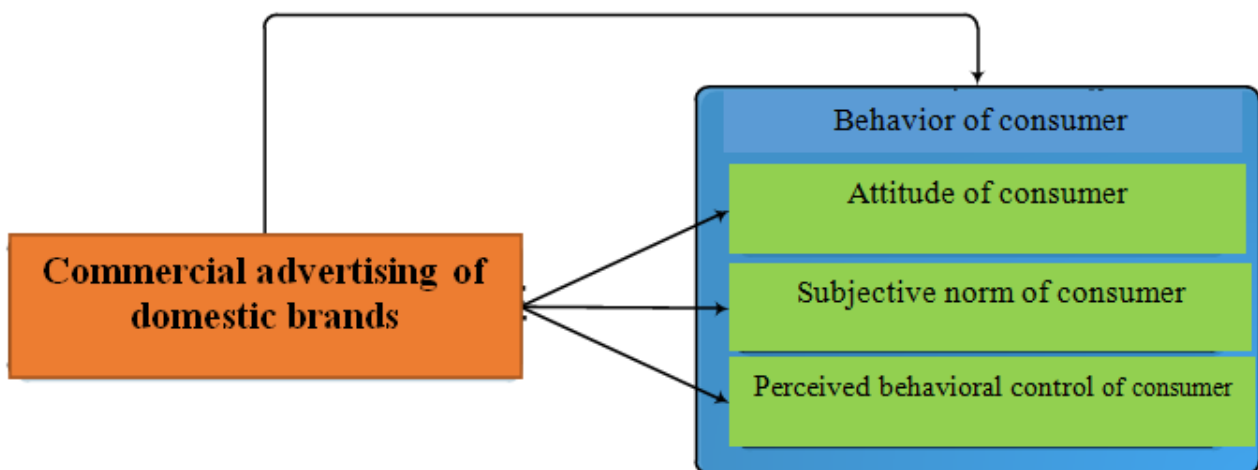 Behavior of consumer
Attitude of consumer
Commercial advertising of
domestic brands
Subjective norm of consumer
Perceived behavioral control of consumer